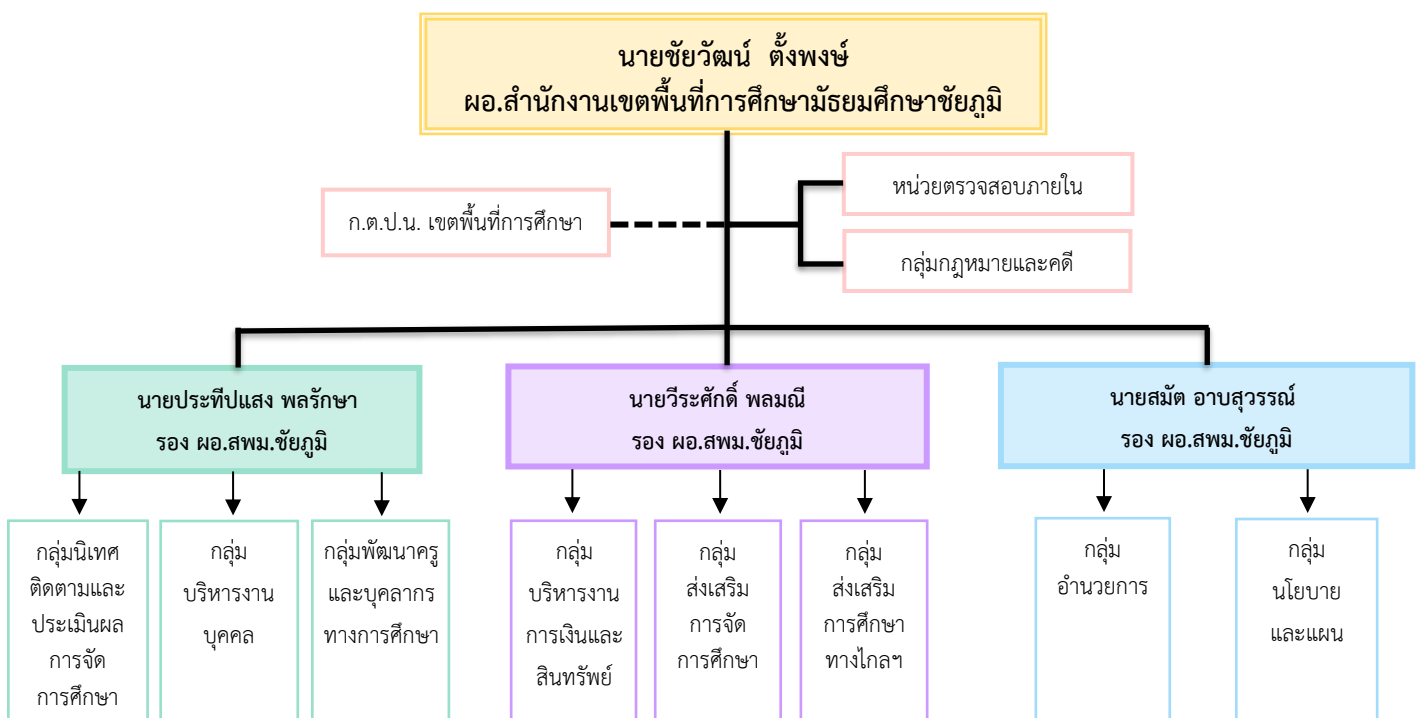 นายชัยวัฒน์ ตั้งพงษ์
ผอ.สำนักงานเขตพื้นที่การศึกษามัธยมศึกษาชัยภูมิ
ก.ต.ป.น. เขตพื้นที่การศึกษา
หน่วยตรวจสอบภายใน
กลุ่มกฎหมายและคดี
นายประทีปแสง พลรักษา
รอง ผอ.สพม.ชัยภูมิ
นายวีระศักดิ์ พลมณี
รอง ผอ.สพม.ชัยภูมิ
นายสมัต อาบสุวรรณ์
รอง ผอ.สพม.ชัยภูมิ
กลุ่มนิเทศ
ติดตามและ
ประเมินผล
การจัด
การศึกษา
กลุ่ม
บริหารงาน
บุคคล
กลุ่มพัฒนาครู
และบุคลากร
ทางการศึกษา
กลุ่ม
บริหารงาน
การเงินและ
สินทรัพย์
กลุ่ม
ส่งเสริม
การจัด
การศึกษา
กลุ่ม
ส่งเสริม
การศึกษา
ทางไกลฯ
กลุ่ม
อำนวยการ
กลุ่ม
นโยบาย
และแผน